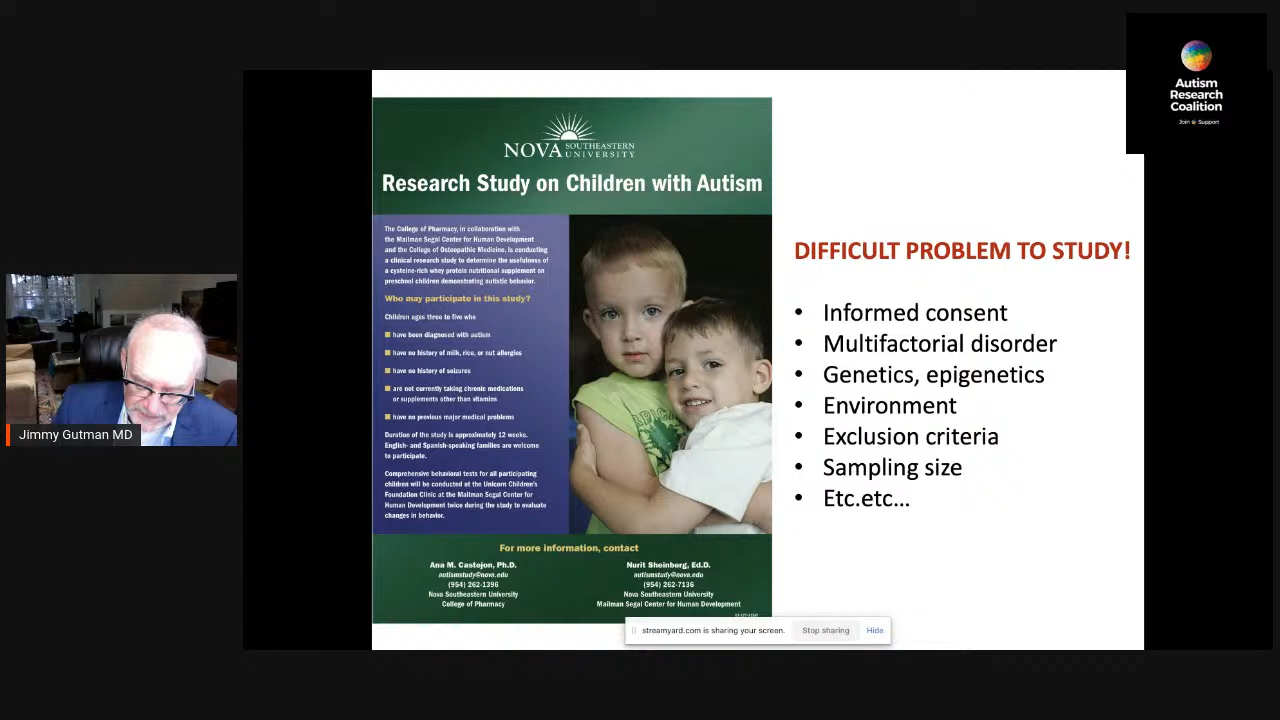 Autism
Research
Coalition
Join & Support
NOVA SOUTHEASTERN
UNIVERSITY
Research Study on Children with Autism
The College of Pharmacy, in collaboration with
the Mailman Segal Center for Human Development
and the College of Osteopathic Medicine, is conducting
a clinical research study to determine the usefulness of
a cysteine-rich whey protein nutritional supplement on
preschool children demonstrating autistic behavior.
Who may participate in this study?
Children ages three to five who
have been diagnosed with autism
have no history of milk, rice, or nut allergies
have no history of seizures
are not currently taking chronic medications
or supplements other than vitamins
have no previous major medical problems
Duration of the study is approximately 12 weeks.
English- and Spanish-speaking families are welcome
to participate.
Comprehensive behavioral tests for all participating
children will be conducted at the Unicorn Children's
Foundation Clinic at the Mailman Segal Center for
Human Development twice during the study to evaluate
changes in behavior.
For more information, contact
Ana M. Castejon, Ph.D.
autismstudy@nova.edu
(954) 262-1396
Nova Southeastern University
College of Pharmacy
Nurit Sheinberg, Ed.D.
autismstudy@nova.edu
(954) 262-7136
Nova Southeastern University
Mailman Segal Center for Human Development
DIFFICULT PROBLEM TO STUDY!
• Informed consent
• Multifactorial disorder
• Genetics, epigenetics
• Environment
• Exclusion criteria
• Sampling size
• Etc.etc…
Jimmy Gutman MD
streamyard.com is sharing your screen.
Stop sharing
Hide